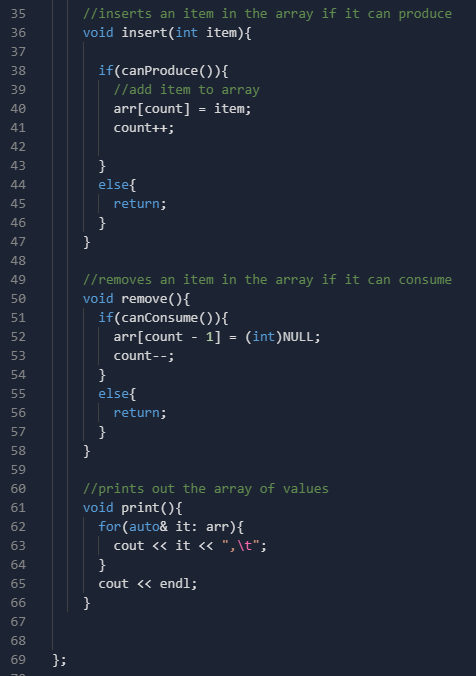 35 //inserts an item in the array if it can produce
36 void insert(int item){
37
38 if(canProduce()){
39 //add item to array
40 arr[count] = item;
41 count++;
42
43 }
44 else{
45 return;
46 }
47 }
48
49 //removes an item in the array if it can consume
50 void remove(){
51 if(canConsume()){
52 arr[count - 1] = (int)NULL;
53 count--;
54 }
55 else{
56 return;
57 }
58 }
59
60 //prints out the array of values
61 void print(){
62 for(auto& it: arr){
63 cout << it << ",\t";
64 }
65 cout << endl;
66 }
67
68
69 };